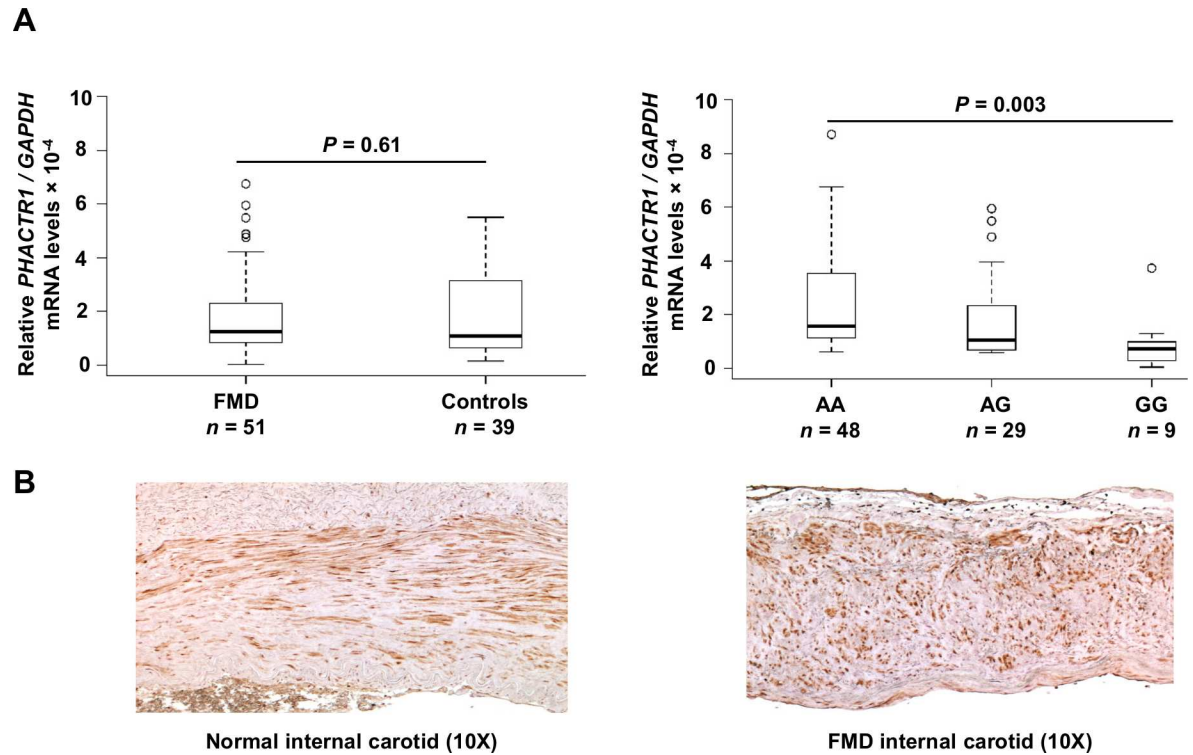 A
Relative PHACTR1 / GAPDH
mRNA levels × 10-4
10
8
6
4
2
0
P = 0.61
FMD
n = 51
Controls
n = 39
Relative PHACTR1 / GAPDH
mRNA levels × 10-4
10
8
6
4
2
0
P = 0.003
AA
n = 48
AG
n = 29
GG
n = 9
B
Normal internal carotid (10X)
FMD internal carotid (10X)